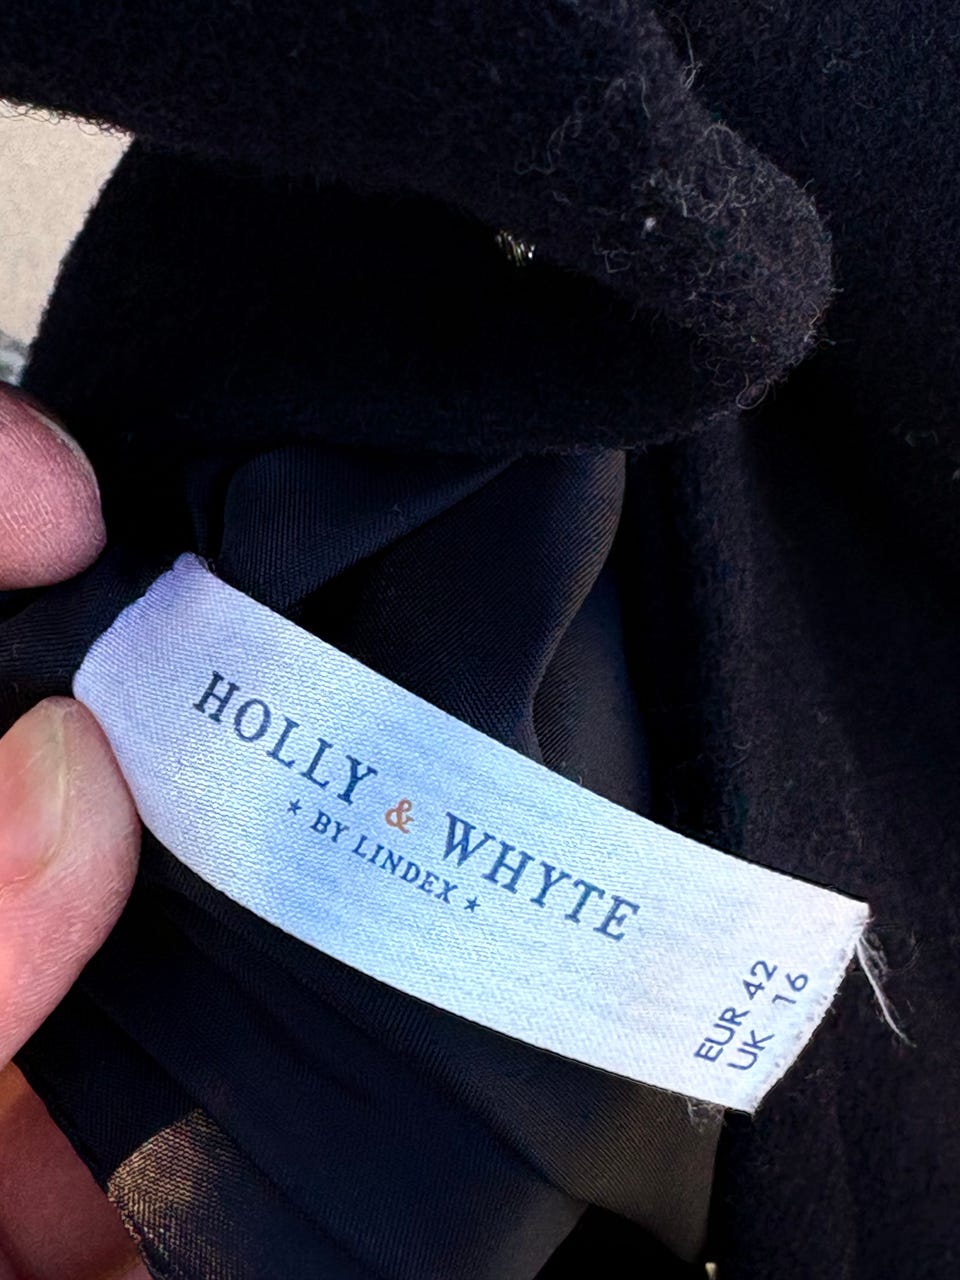 HOLLY & WHYTE
★ BY LINDEX ★
EUR 42
UK 16